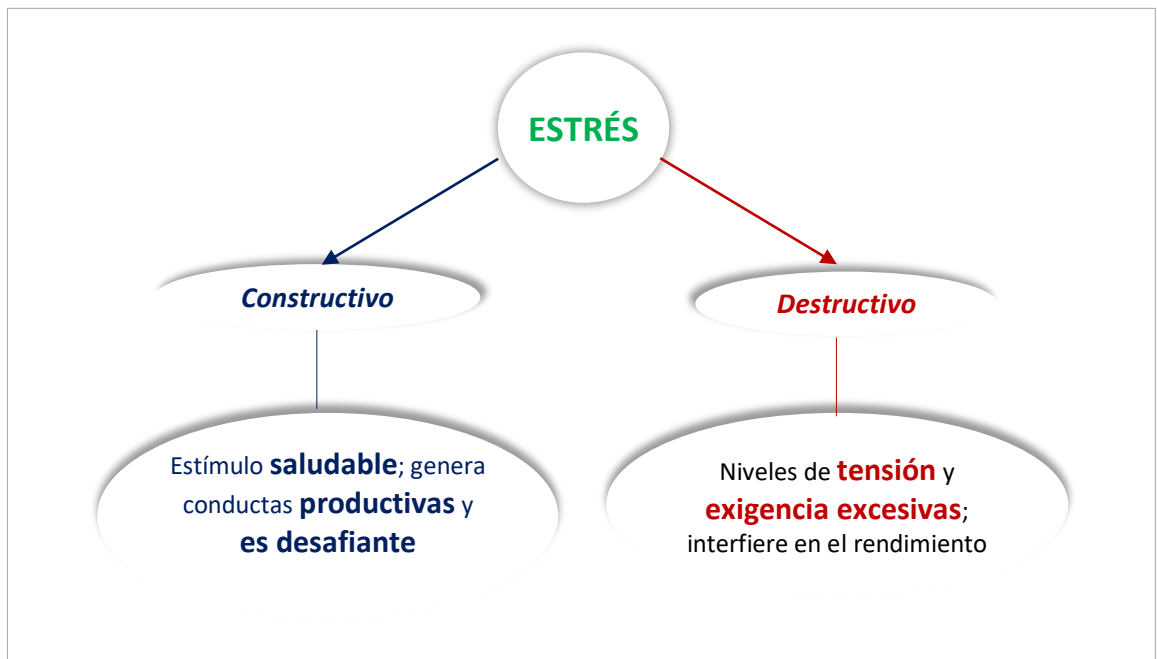 ESTRÉS
Constructivo
Destructivo
Estímulo saludable; genera
conductas productivas y
es desafiante
Niveles de tensión y
exigencia excesivas;
interfiere en el rendimiento